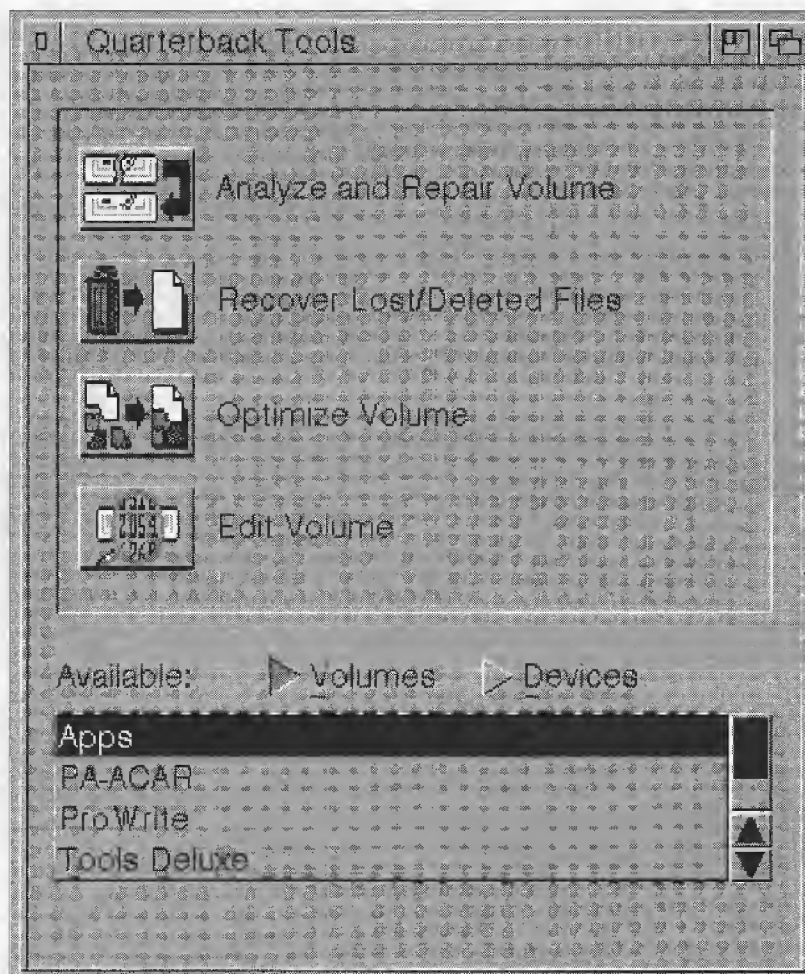 Quarterback Tools
Analyze and Repair Volume
Recover Lost/Deleted Files
Optimize Volume
Edit Volume
Available: Volumes Devices
Apps
PA-ACAR
ProWrite
Tools Deluxe